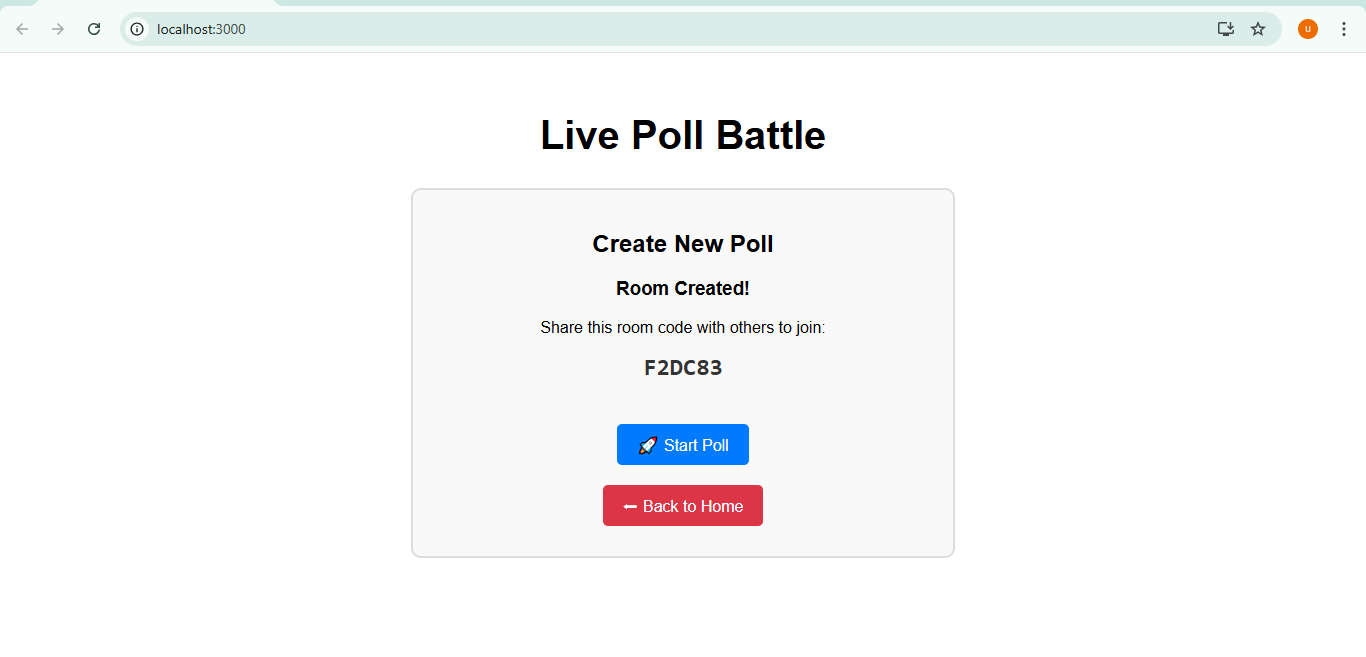 localhost:3000
u
Live Poll Battle
Create New Poll
Room Created!
Share this room code with others to join:
F2DC83
🚀 Start Poll
⬅ Back to Home